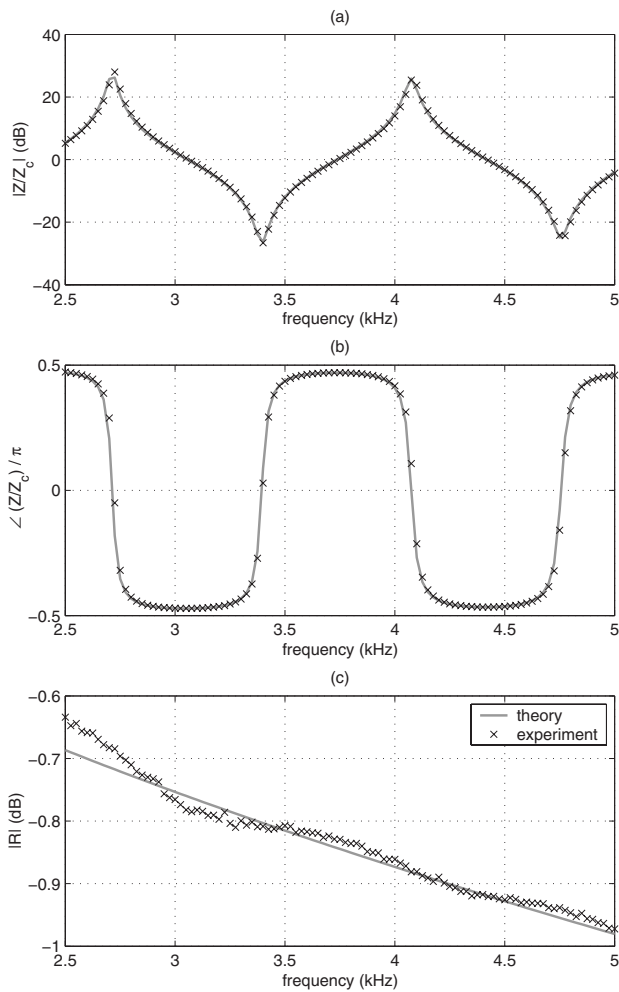 (a)
40
20
0
−20
−40
|Z/Z_c| (dB)
2.5 3 3.5 4 4.5 5
frequency (kHz)
(b)
0.5
0
−0.5
∠ (Z/Z_c) / π
2.5 3 3.5 4 4.5 5
frequency (kHz)
(c)
−0.6
−0.7
−0.8
−0.9
−1
|R| (dB)
theory
experiment
2.5 3 3.5 4 4.5 5
frequency (kHz)